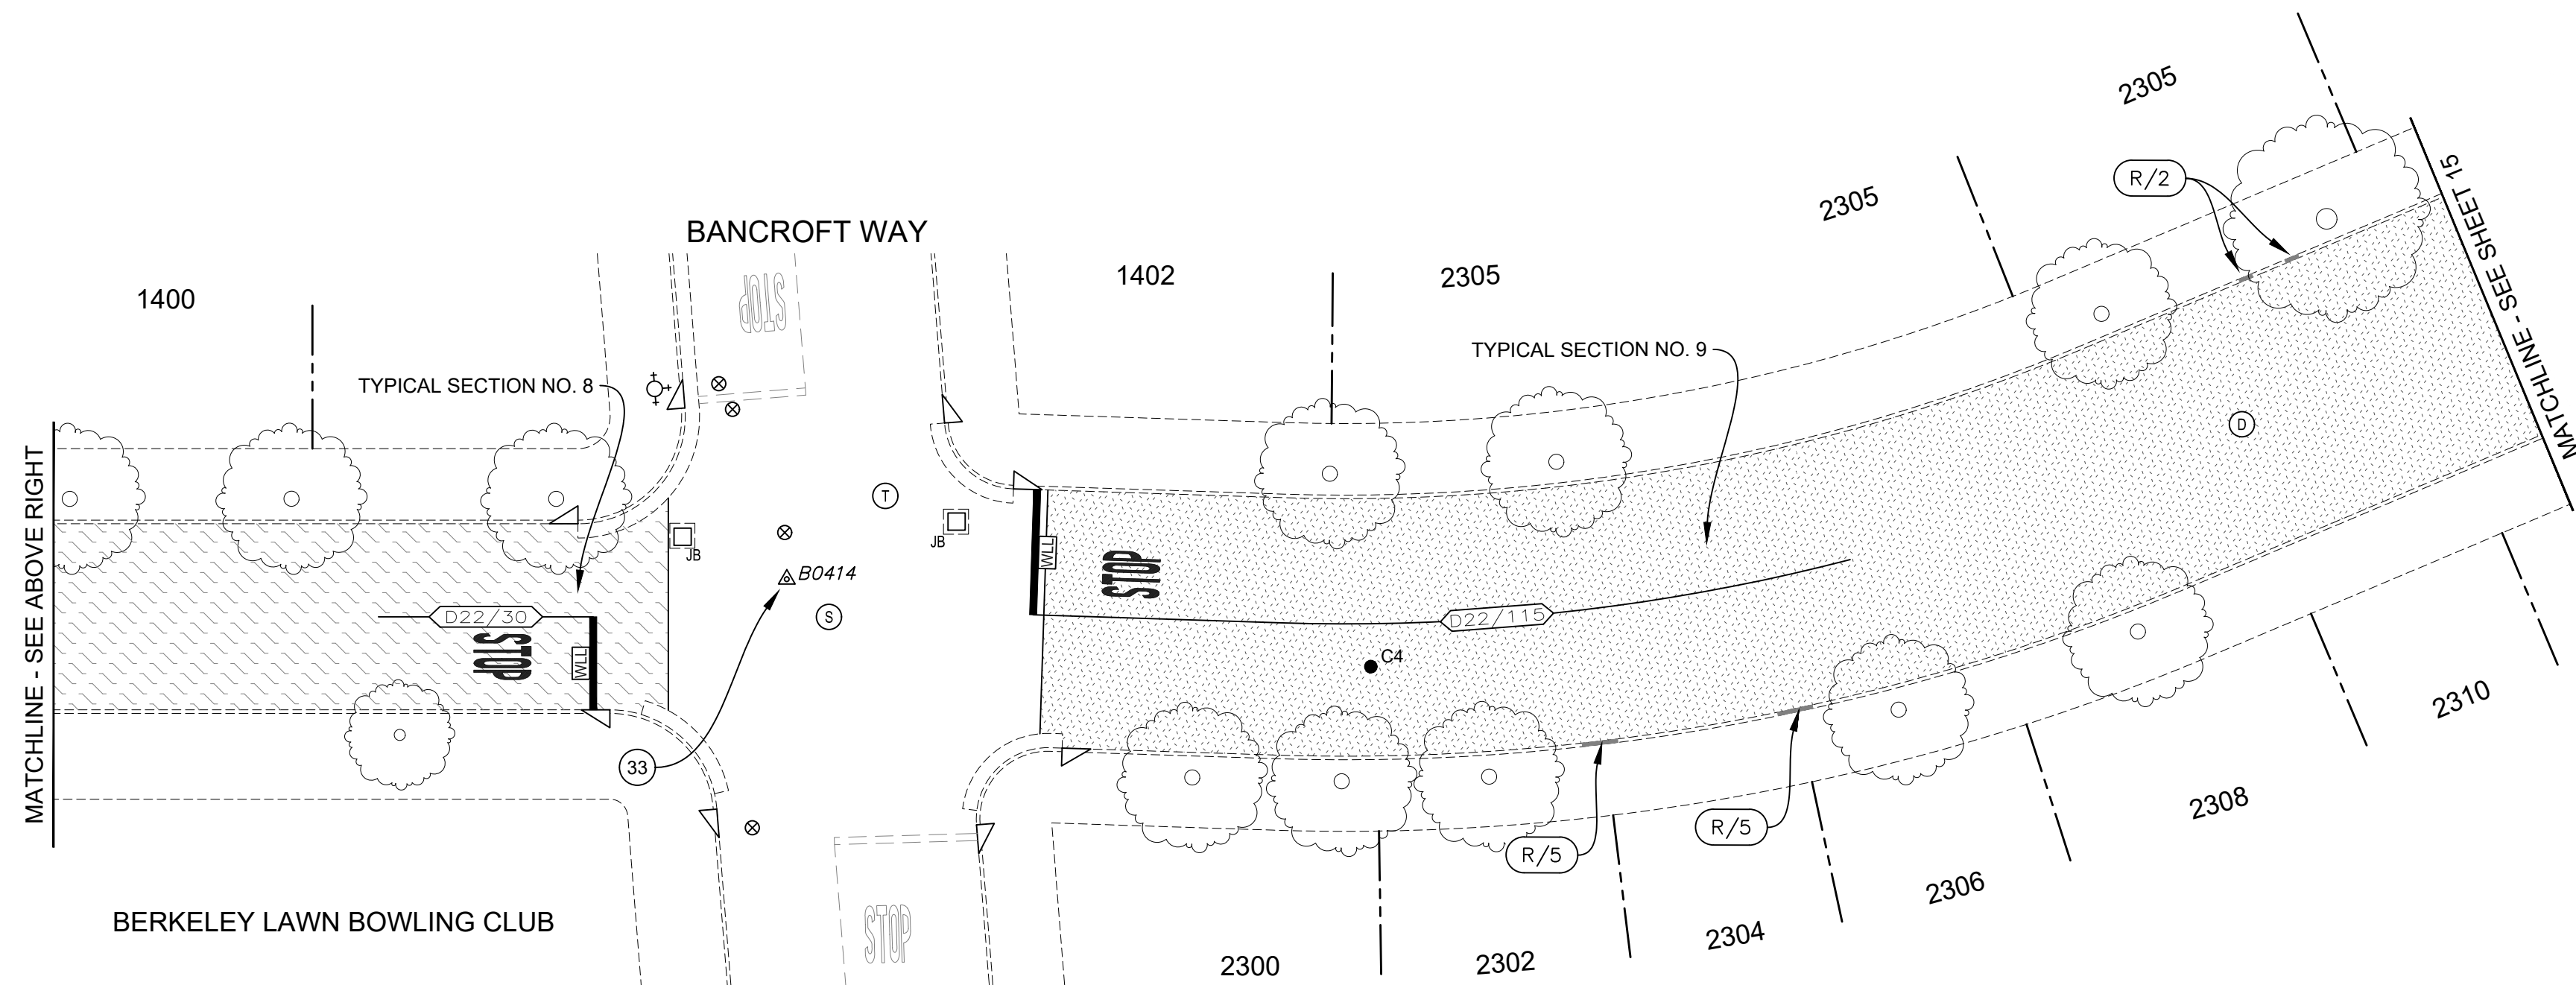 2305
R/2
MATCHLINE - SEE SHEET 15
2305
BANCROFT WAY
STOP
1400
1402
2305
TYPICAL SECTION NO. 9
TYPICAL SECTION NO. 8
MATCHLINE - SEE ABOVE RIGHT
D
T
JB
JB
WLL
STOP
B0414
S
D22/30
D22/115
STOP
WLL
C4
33
R/5
R/5
2310
2308
2306
2304
2302
2300
BERKELEY LAWN BOWLING CLUB
STOP